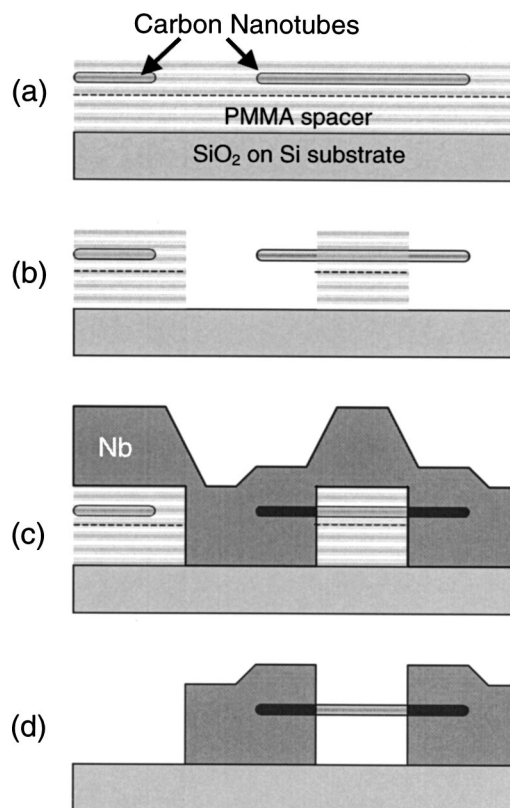 Carbon Nanotubes
(a)
PMMA spacer
SiO₂ on Si substrate
(b)
Nb
(c)
(d)